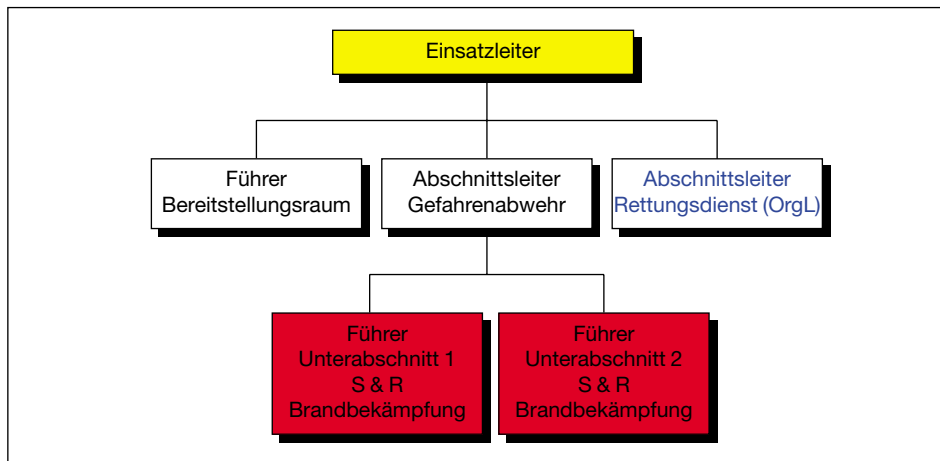 Einsatzleiter
Führer
Bereitstellungsraum
Abschnittsleiter
Gefahrenabwehr
Abschnittsleiter
Rettungsdienst (OrgL)
Führer
Unterabschnitt 1
S & R
Brandbekämpfung
Führer
Unterabschnitt 2
S & R
Brandbekämpfung